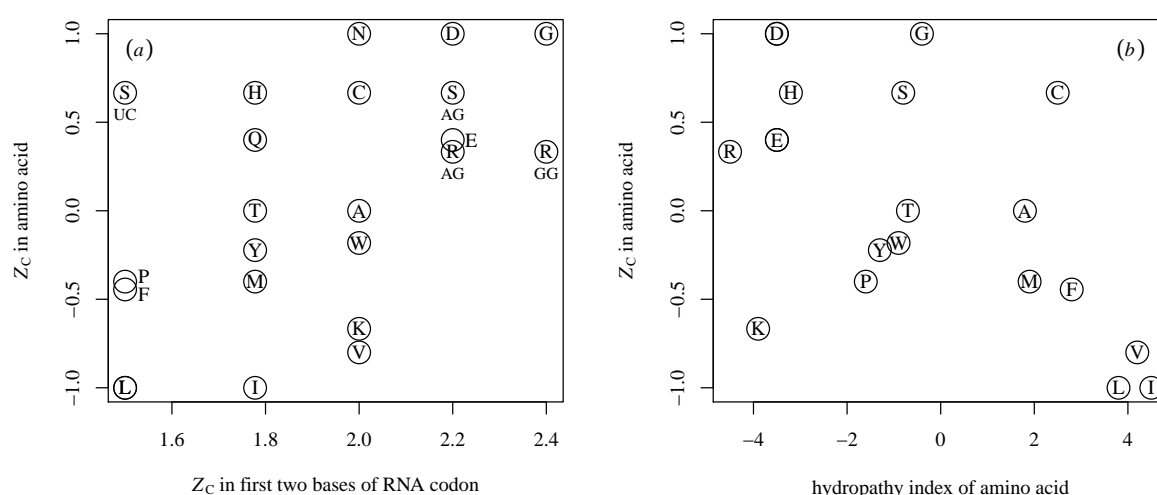 (a)
N D G
S H C S
UC AG
Q E
R R
AG GG
T A
Y W
P M
F
K
V
L I
1.0
0.5
0.0
−0.5
−1.0
1.6 1.8 2.0 2.2 2.4
Z_C in amino acid
Z_C in first two bases of RNA codon
(b)
D G
H S C
E
R
T A
Y W
P M F
K
V
L I
1.0
0.5
0.0
−0.5
−1.0
−4 −2 0 2 4
Z_C in amino acid
hydropathy index of amino acid